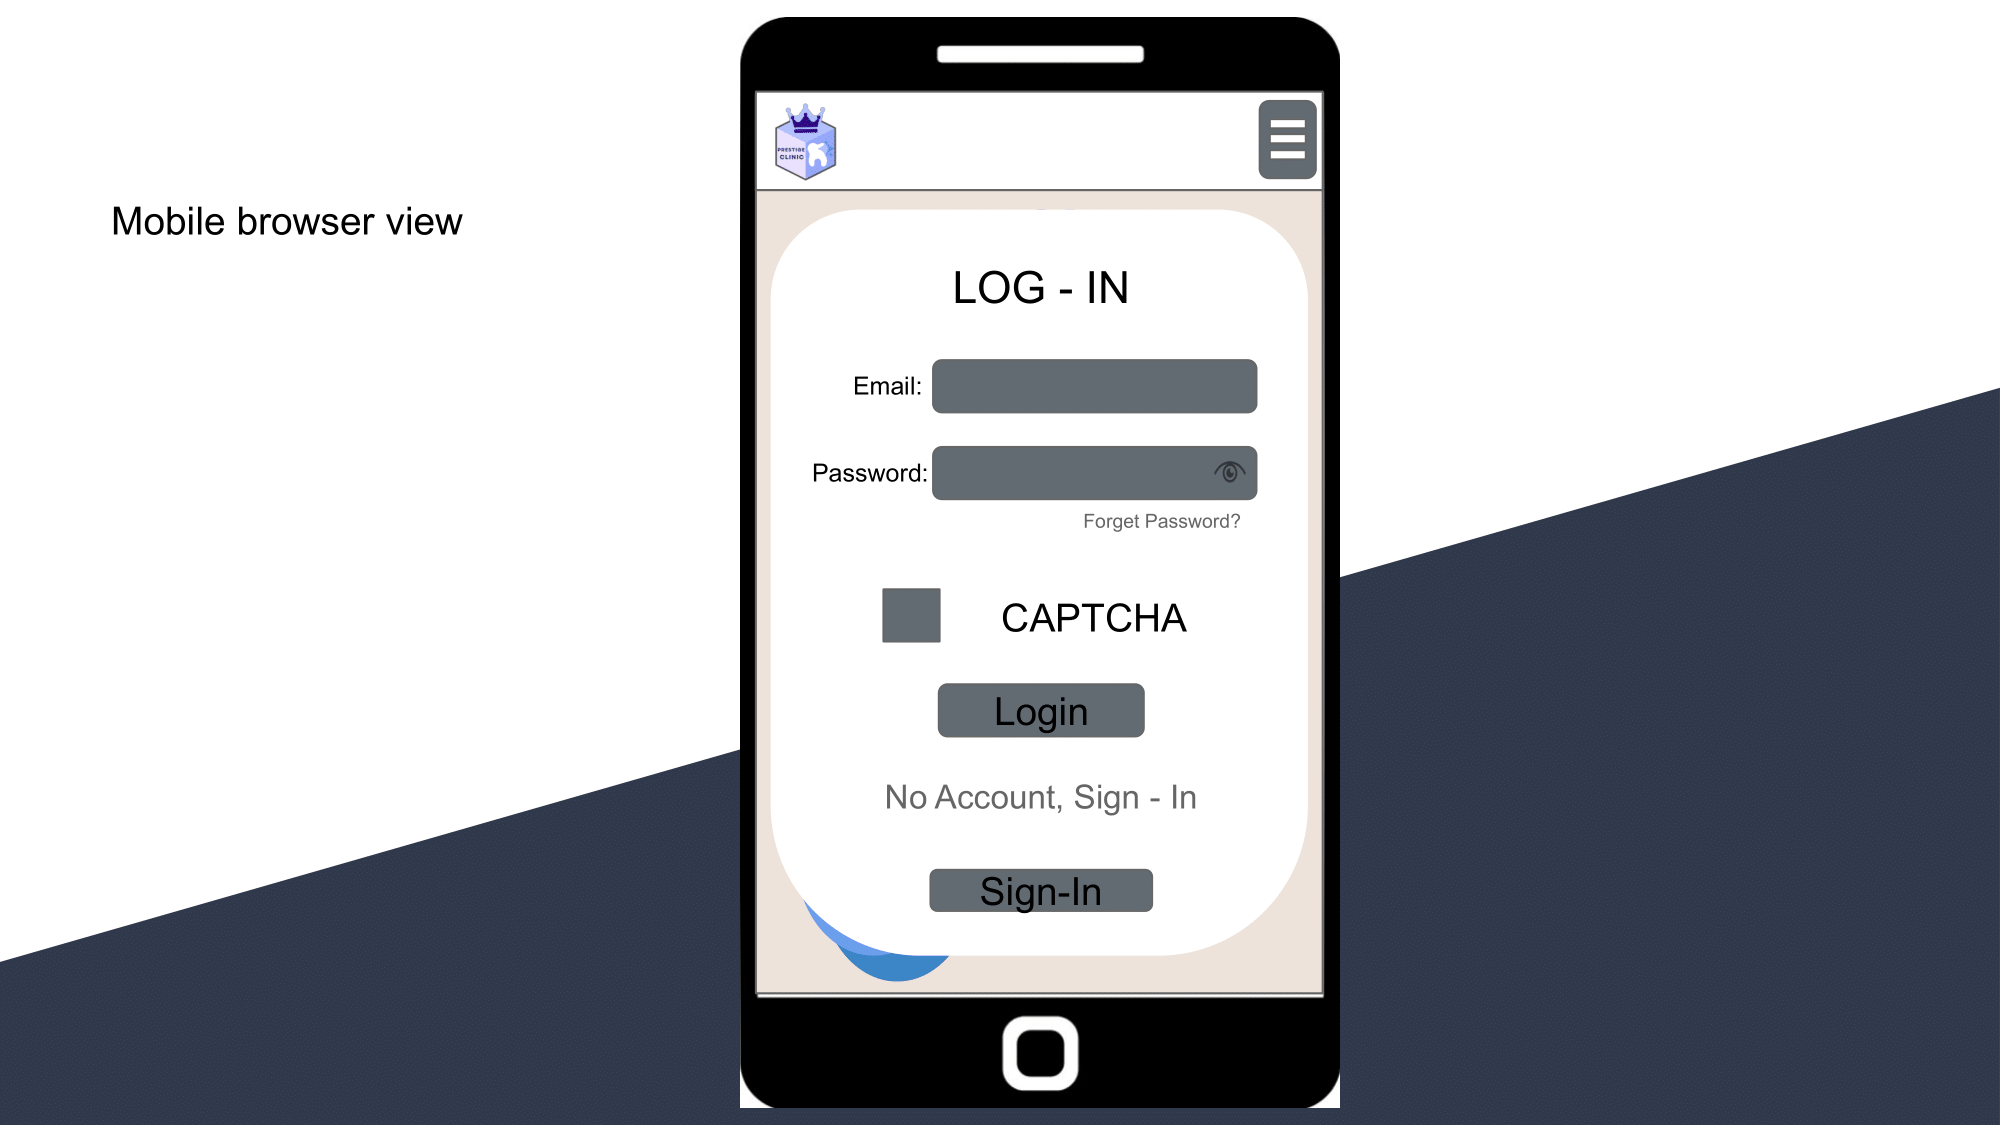 PRESTIGE
CLINIC
Mobile browser view
LOG - IN
Email:
Password:
Forget Password?
CAPTCHA
Login
No Account, Sign - In
Sign-In